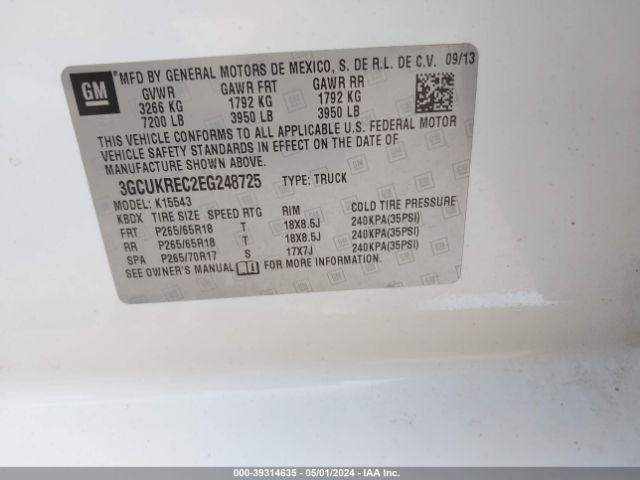 GM
MFD BY GENERAL MOTORS DE MEXICO, S. DE R.L. DE C.V. 09/13
GVWR GAWR FRT GAWR RR
3266 KG 1792 KG 1792 KG
7200 LB 3950 LB 3950 LB
THIS VEHICLE CONFORMS TO ALL APPLICABLE U.S. FEDERAL MOTOR
VEHICLE SAFETY STANDARDS IN EFFECT ON THE DATE OF
MANUFACTURE SHOWN ABOVE.
3GCUKREC2EG248725 TYPE: TRUCK
MODEL: K15543
KBDX TIRE SIZE SPEED RTG RIM COLD TIRE PRESSURE
FRT P265/65R18 T 18X8.5J 240KPA(35PSI)
RR P265/65R18 T 18X8.5J 240KPA(35PSI)
SPA P265/70R17 S 17X7J 240KPA(35PSI)
SEE OWNER'S MANUAL FOR MORE INFORMATION.
000-39314635 - 05/01/2024 - IAA Inc.